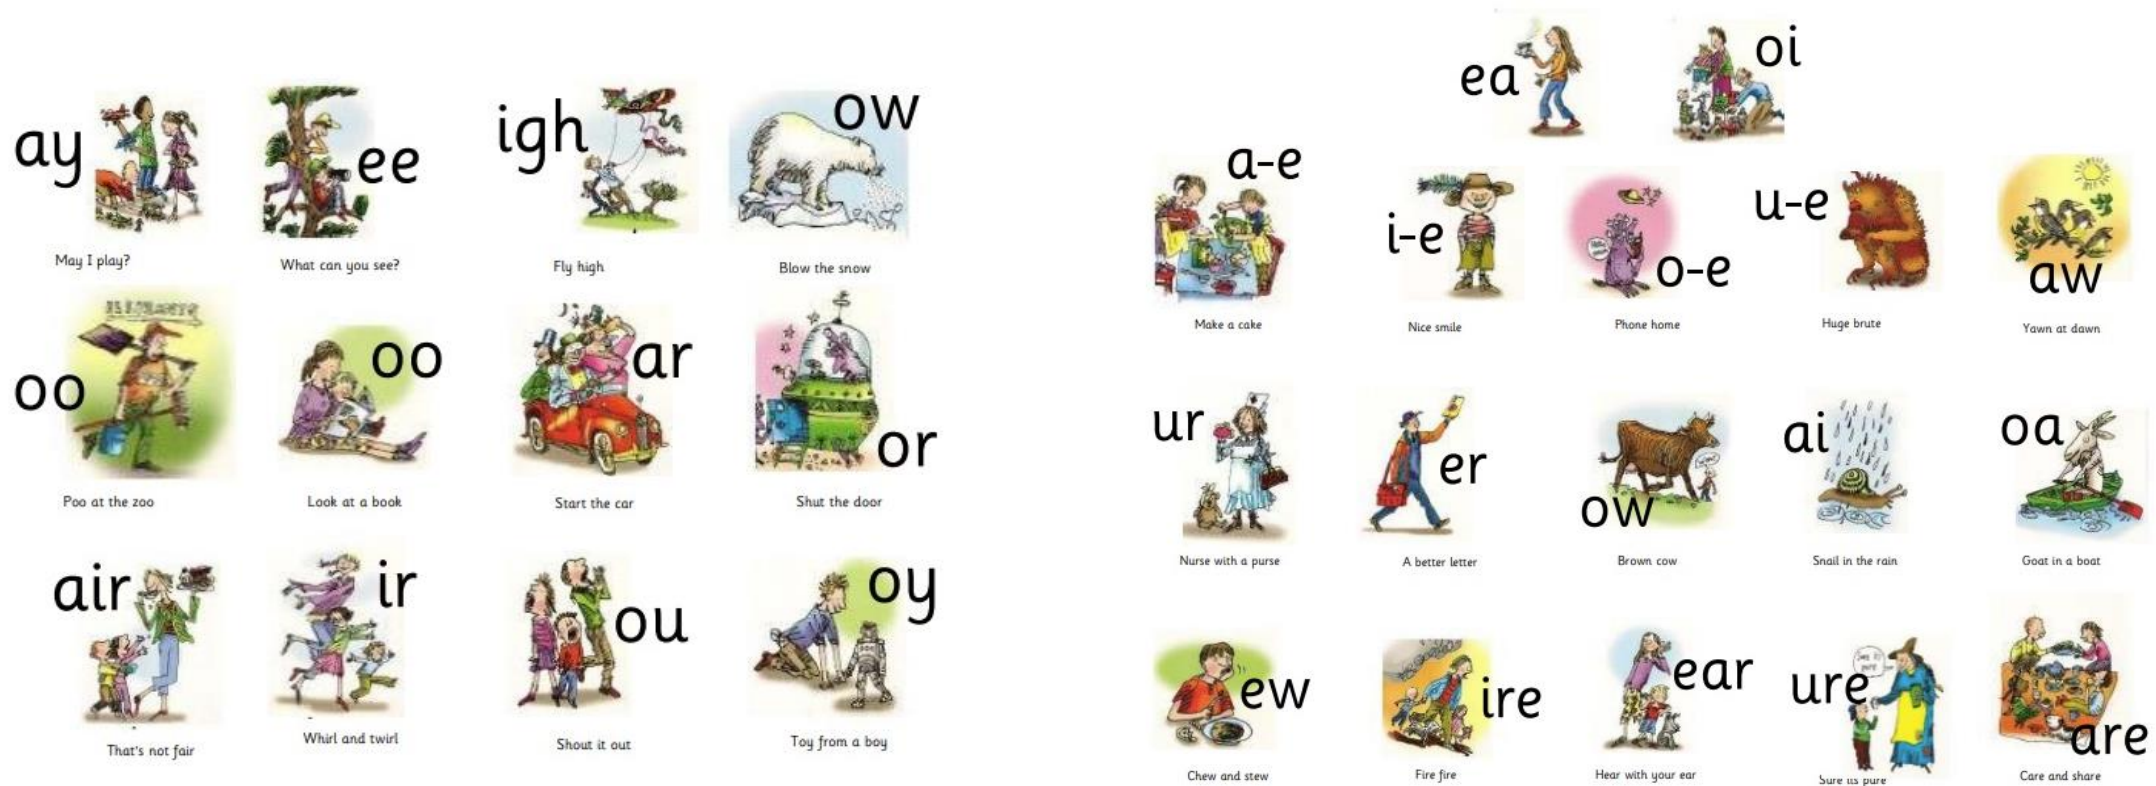 ay
ee
igh
ow
May I play?
What can you see?
Fly high
Blow the snow
oo
oo
ar
or
Poo at the zoo
Look at a book
Start the car
Shut the door
air
ir
ou
oy
That's not fair
Whirl and twirl
Shout it out
Toy from a boy
ea
oi
a-e
i-e
o-e
u-e
aw
Make a cake
Nice smile
Phone home
Huge brute
Yawn at dawn
ur
er
ow
ai
oa
Nurse with a purse
A better letter
Brown cow
Snail in the rain
Goat in a boat
ew
ire
ear
ure
are
Chew and stew
Fire fire
Hear with your ear
Sure its pure
Care and share